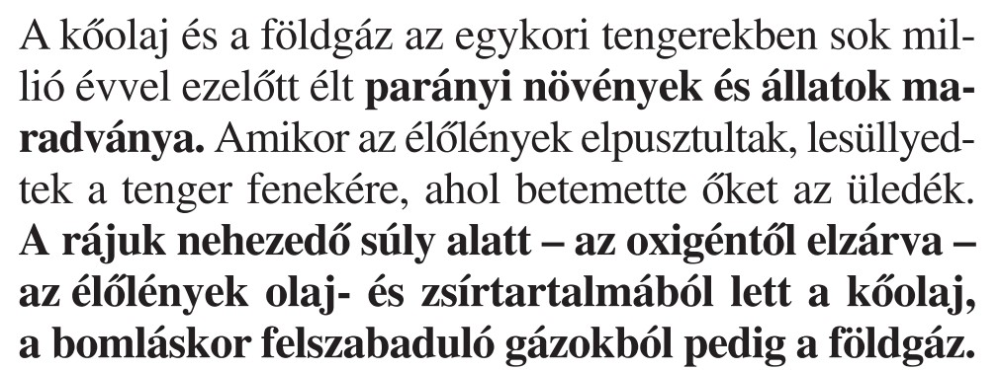 A kőolaj és a földgáz az egykori tengerekben sok mil-
lió évvel ezelőtt élt parányi növények és állatok ma-
radványa. Amikor az élőlények elpusztultak, lesüllyed-
tek a tenger fenekére, ahol betemette őket az üledék.
A rájuk nehezedő súly alatt – az oxigéntől elzárva –
az élőlények olaj- és zsírtartalmából lett a kőolaj,
a bomláskor felszabaduló gázokból pedig a földgáz.